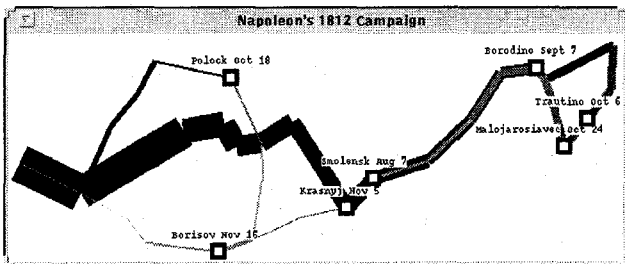 Napoleon's 1812 Campaign
Borodino Sept 7
Polock Oct 18
Trautino Oct 6
Malojaroslavec Oct 24
Smolensk Aug 7
Krasnyj Nov 5
Borisov Nov 16